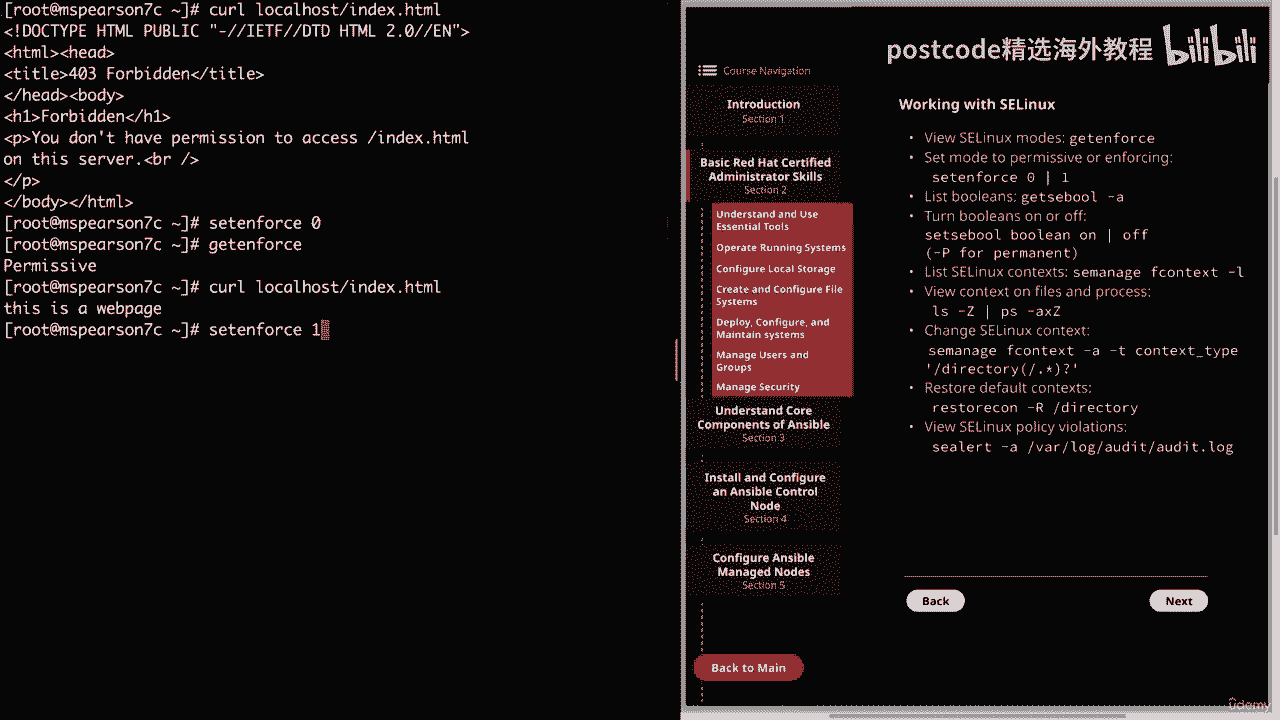 [root@mspearson7c ~]# curl localhost/index.html
<!DOCTYPE HTML PUBLIC "-//IETF//DTD HTML 2.0//EN">
<html><head>
<title>403 Forbidden</title>
</head><body>
<h1>Forbidden</h1>
<p>You don't have permission to access /index.html
on this server.<br />
</p>
</body></html>
[root@mspearson7c ~]# setenforce 0
[root@mspearson7c ~]# getenforce
Permissive
[root@mspearson7c ~]# curl localhost/index.html
this is a webpage
[root@mspearson7c ~]# setenforce 1
postcode精选海外教程 bilibili
Course Navigation
Introduction
Section 1
Basic Red Hat Certified
Administrator Skills
Section 2
Understand and Use
Essential Tools
Operate Running Systems
Configure Local Storage
Create and Configure File
Systems
Deploy, Configure, and
Maintain systems
Manage Users and
Groups
Manage Security
Understand Core
Components of Ansible
Section 3
Install and Configure
an Ansible Control
Node
Section 4
Configure Ansible
Managed Nodes
Section 5
Back to Main
Working with SELinux
• View SELinux modes: getenforce
• Set mode to permissive or enforcing:
setenforce 0 | 1
• List booleans: getsebool -a
• Turn booleans on or off:
setsebool boolean on | off
(-P for permanent)
• List SELinux contexts: semanage fcontext -l
• View context on files and process:
ls -Z | ps -axZ
• Change SELinux context:
semanage fcontext -a -t context_type
'/directory(/.*)?'
• Restore default contexts:
restorecon -R /directory
• View SELinux policy violations:
sealert -a /var/log/audit/audit.log
Back
Next
ûdemy